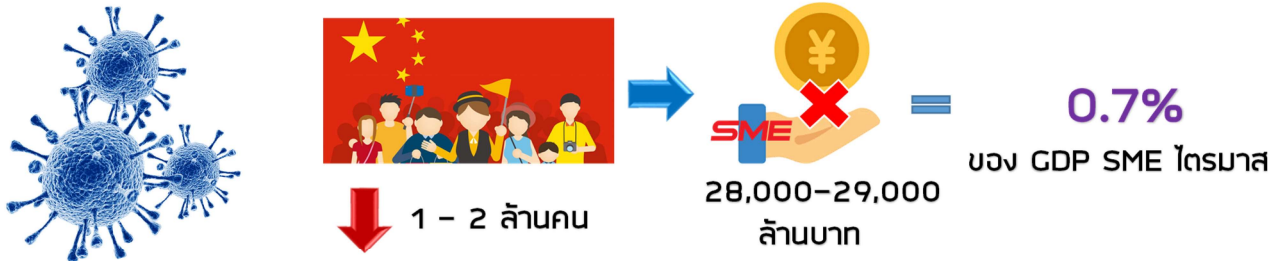 1 – 2 ล้านคน
¥
SME
28,000–29,000
ล้านบาท
0.7%
ของ GDP SME ไตรมาส